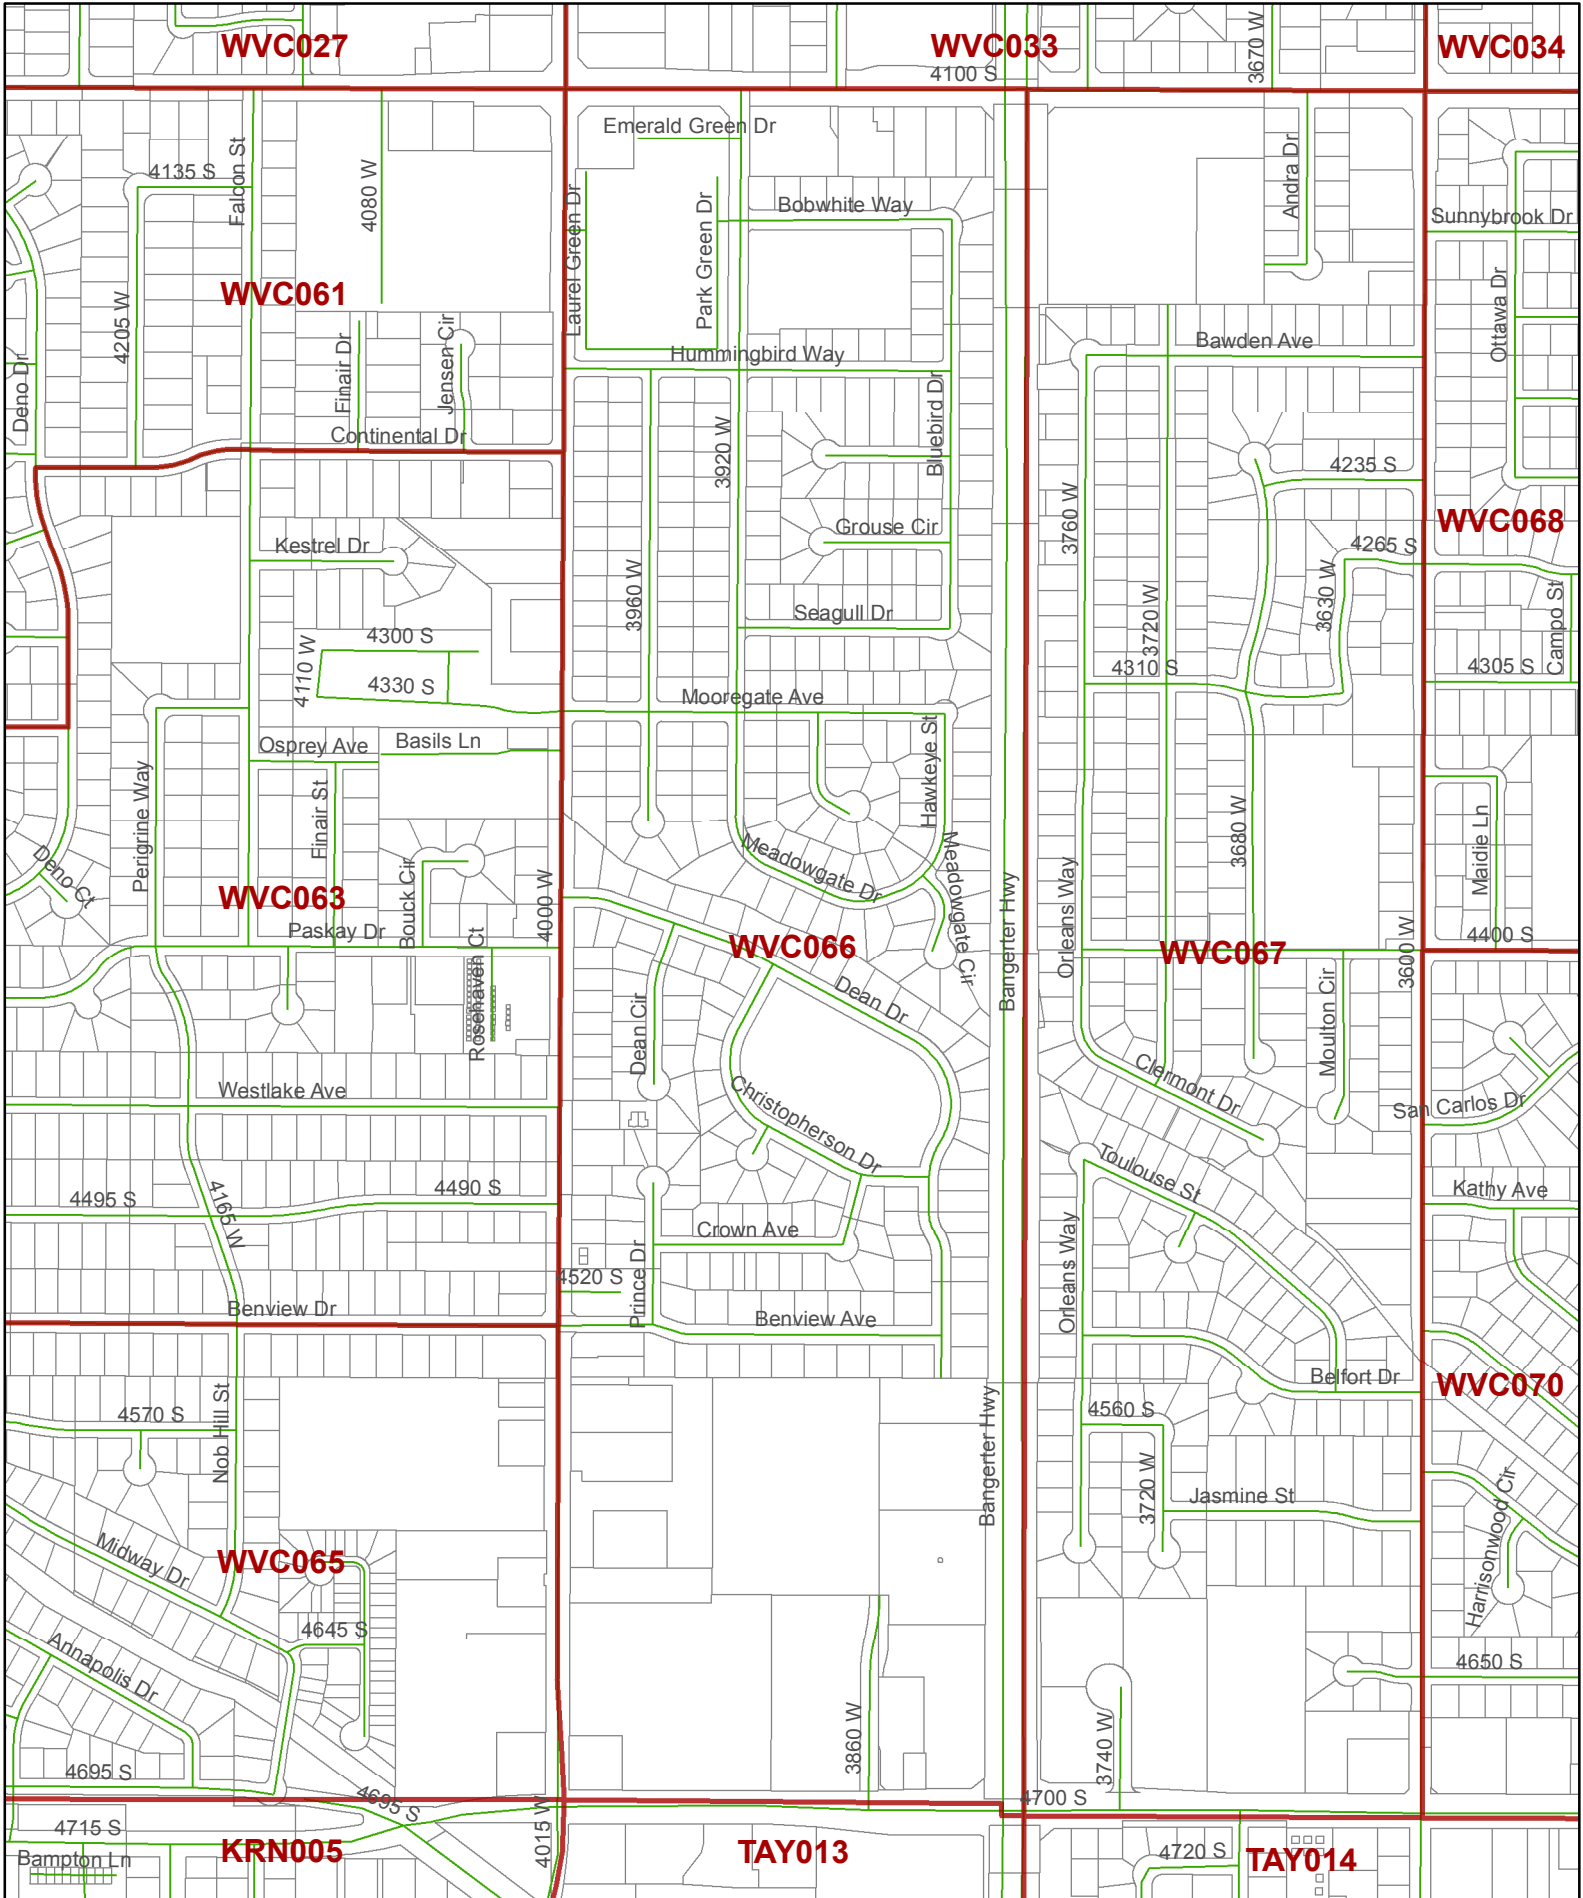 WVC027
WVC033
WVC034
3670 W
4100 S
Emerald Green Dr
4135 S
Falcon St
4080 W
Andra Dr
Laurel Green Dr
Park Green Dr
Bobwhite Way
Sunnybrook Dr
WVC061
4205 W
Ottawa Dr
Deno Dr
Finair Dr
Jensen Cir
Hummingbird Way
Bawden Ave
Continental Dr
3920 W
Bluebird Dr
4235 S
3760 W
WVC068
Kestrel Dr
Grouse Cir
4265 S
3960 W
3720 W
3630 W
Campo St
Seagull Dr
4300 S
4110 W
4330 S
4310 S
4305 S
Mooregate Ave
Osprey Ave
Basils Ln
Hawkeye St
Perigrine Way
Finair St
3680 W
Maidie Ln
Deno Ct
Meadowgate Dr
Meadowgate Cir
WVC063
Bouck Cir
4000 W
Bangerter Hwy
Orleans Way
Paskay Dr
Rosehaven Ct
WVC066
WVC067
3600 W
4400 S
Dean Cir
Dean Dr
Moulton Cir
Westlake Ave
Christopherson Dr
Clermont Dr
San Carlos Dr
4495 S
4165 W
4490 S
Toulouse St
Kathy Ave
Crown Ave
Orleans Way
4520 S
Prince Dr
Benview Dr
Benview Ave
Belfort Dr
WVC070
4570 S
Nob Hill St
Bangerter Hwy
4560 S
3720 W
Jasmine St
Harrisonwood Cir
Midway Dr
WVC065
4645 S
Annapolis Dr
4650 S
3860 W
3740 W
4695 S
4695 S
4700 S
4715 S
4015 W
KRN005
TAY013
4720 S
TAY014
Bampton Ln